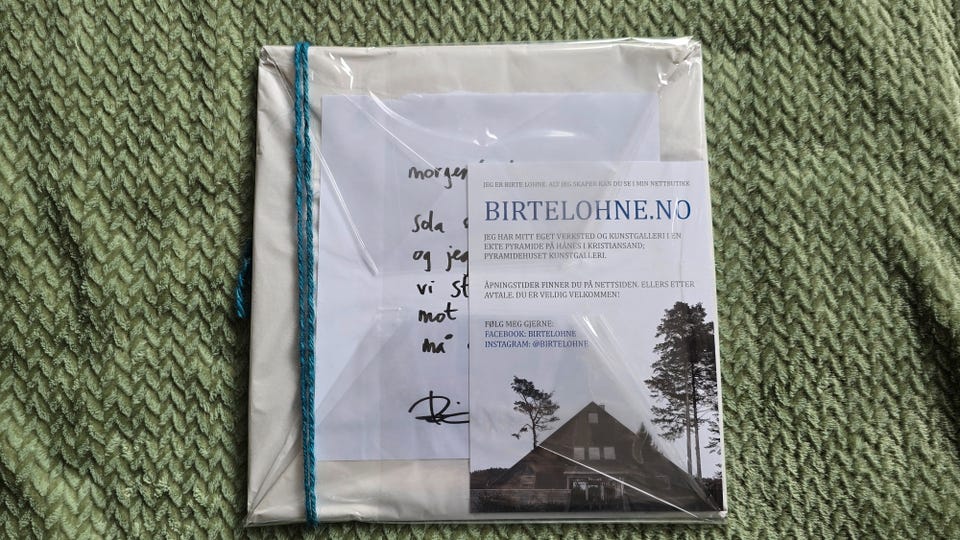 sola
og
vi
mot
må
JEG ER BIRTE LOHNE. ALT JEG SKAPER KAN DU SE I MIN NETTBUTIKK
BIRTELOHNE.NO
JEG HAR MITT EGET VERKSTED OG KUNSTGALLERI I EN
EKTE PYRAMIDE PÅ HÅNES I KRISTIANSAND;
PYRAMIDEHUSET KUNSTGALLERI.
ÅPNINGSTIDER FINNER DU PÅ NETTSIDEN. ELLERS ETTER
AVTALE. DU ER VELDIG VELKOMMEN!
FØLG MEG GJERNE:
FACEBOOK: BIRTELOHNE
INSTAGRAM: @BIRTELOHNE